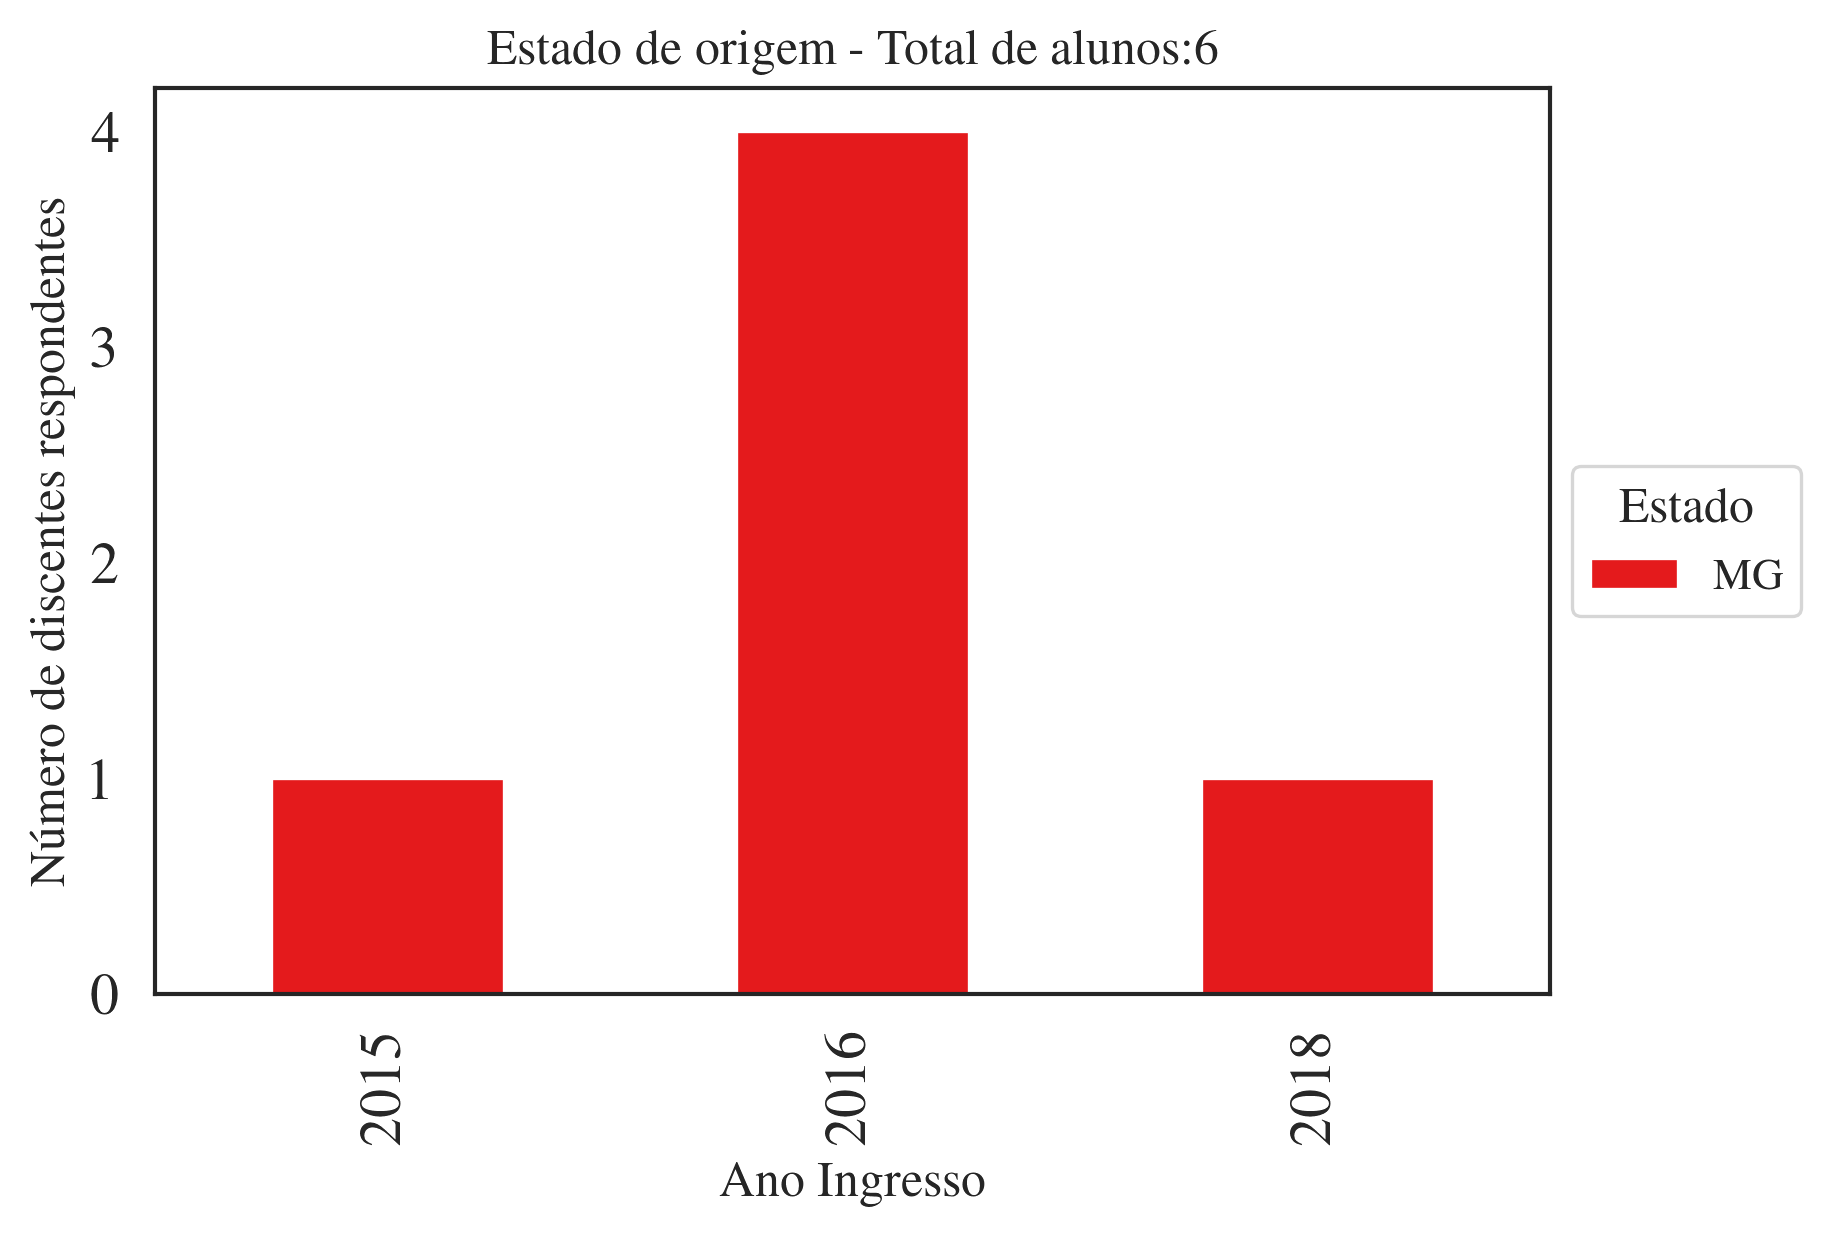 Estado de origem - Total de alunos:6
Número de discentes respondentes
4
3
2
1
0
2015
2016
2018
Ano Ingresso
Estado
MG